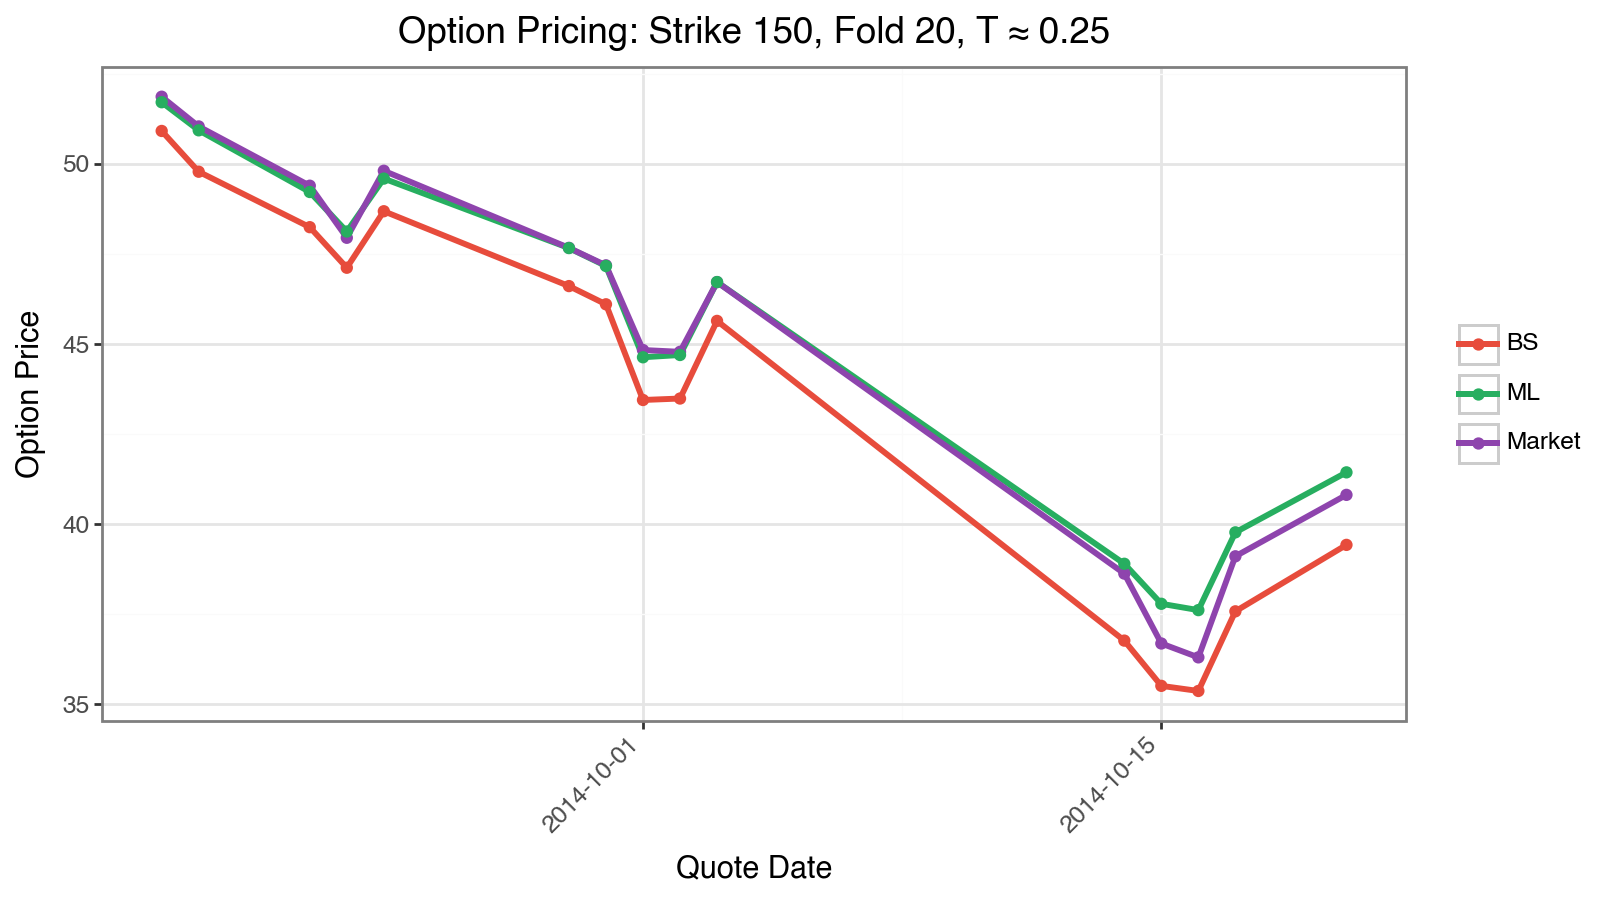 Option Pricing: Strike 150, Fold 20, T ≈ 0.25
Option Price
50
45
40
35
2014-10-01
2014-10-15
Quote Date
BS
ML
Market